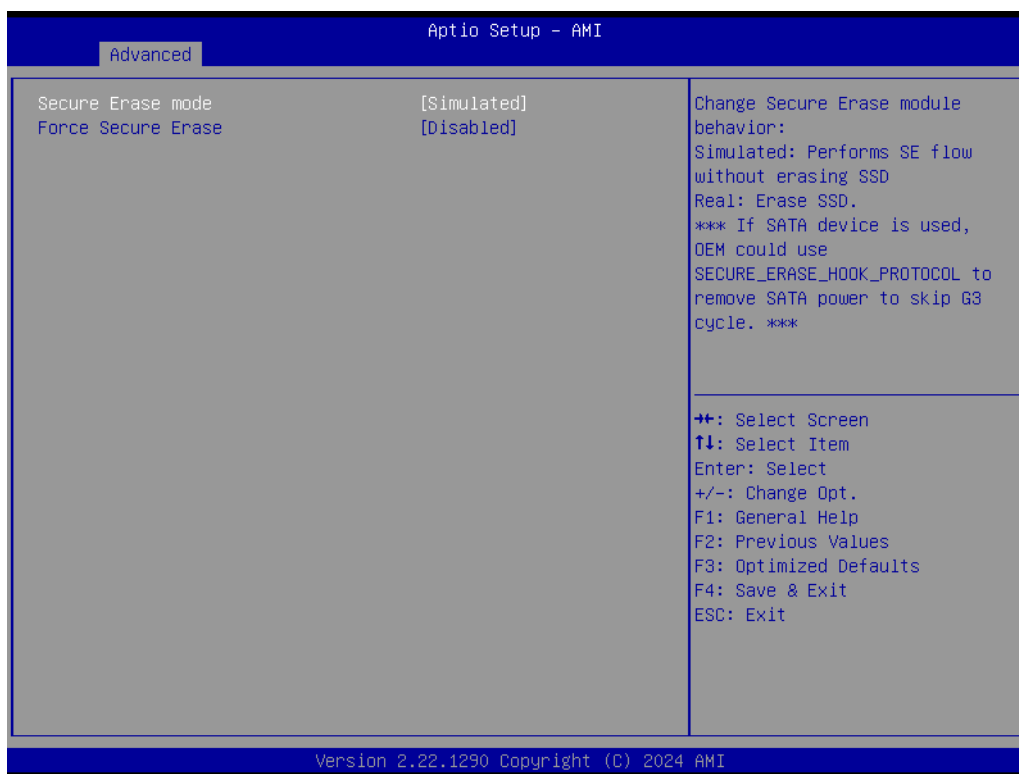 Aptio Setup – AMI
Advanced
Secure Erase mode [Simulated]
Force Secure Erase [Disabled]
Change Secure Erase module
behavior:
Simulated: Performs SE flow
without erasing SSD
Real: Erase SSD.
*** If SATA device is used,
OEM could use
SECURE_ERASE_HOOK_PROTOCOL to
remove SATA power to skip G3
cycle. ***
→←: Select Screen
↑↓: Select Item
Enter: Select
+/-: Change Opt.
F1: General Help
F2: Previous Values
F3: Optimized Defaults
F4: Save & Exit
ESC: Exit
Version 2.22.1290 Copyright (C) 2024 AMI